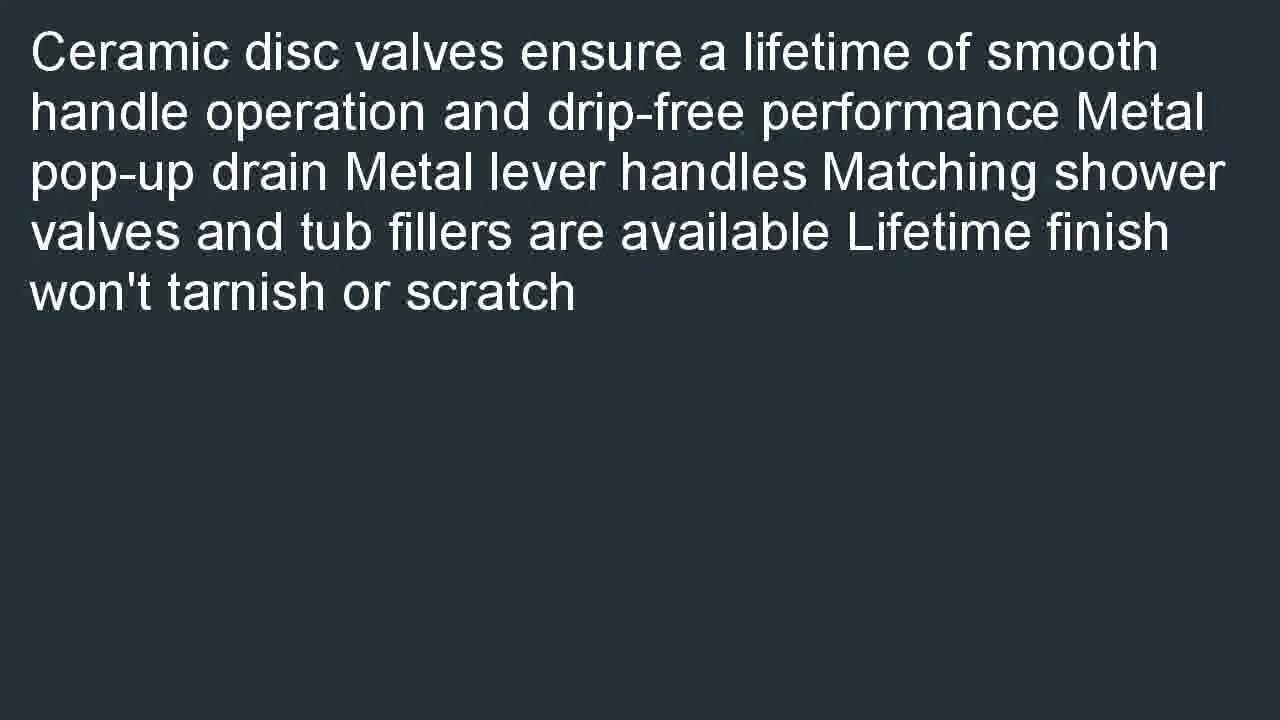 Ceramic disc valves ensure a lifetime of smooth
handle operation and drip-free performance Metal
pop-up drain Metal lever handles Matching shower
valves and tub fillers are available Lifetime finish
won't tarnish or scratch